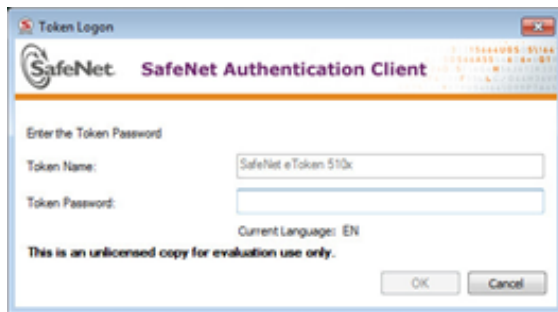 Token Logon
SafeNet. SafeNet Authentication Client
Enter the Token Password
Token Name: SafeNet eToken 510x
Token Password:
Current Language: EN
This is an unlicensed copy for evaluation use only.
OK Cancel